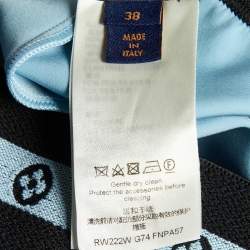 38
MADE
IN
ITALY
Gentle dry clean
Protect the accessories
before cleaning
RW222W G74 FNPA57